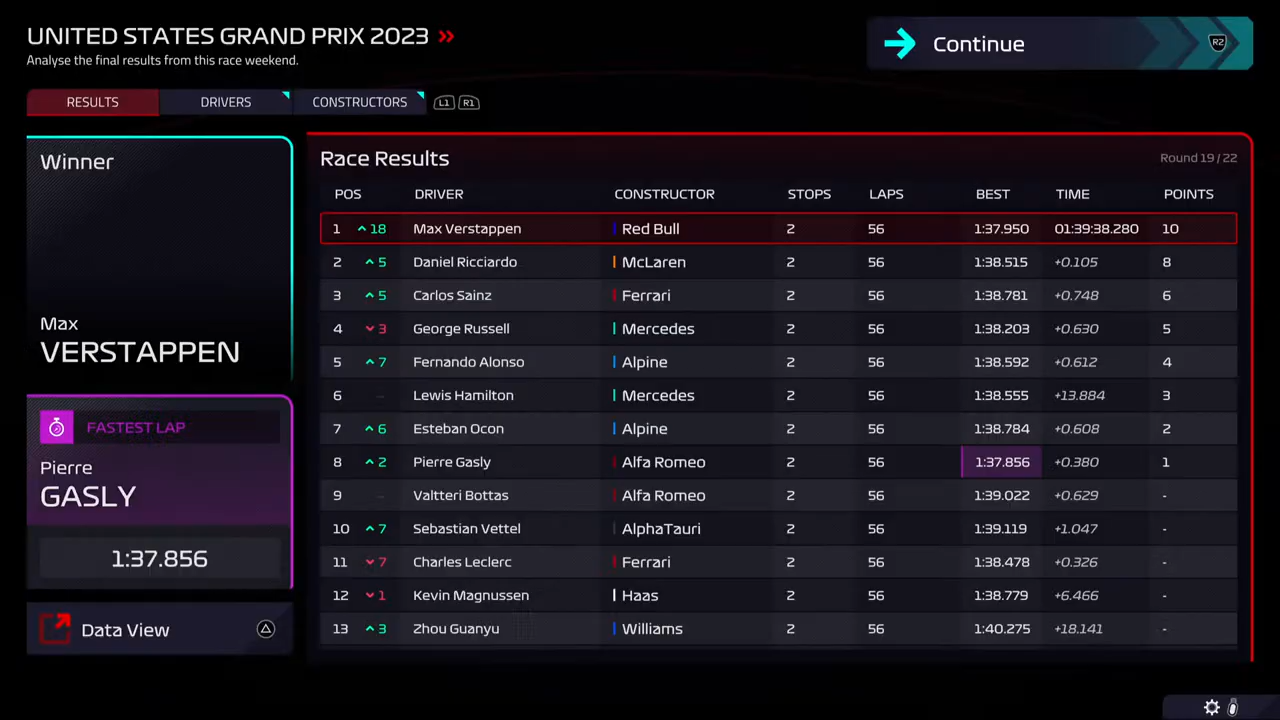 UNITED STATES GRAND PRIX 2023
Analyse the final results from this race weekend.
Continue R2
RESULTS DRIVERS CONSTRUCTORS L1 R1
Winner
Max
VERSTAPPEN
FASTEST LAP
Pierre
GASLY
1:37.856
Data View
Race Results Round 19 / 22
POS DRIVER CONSTRUCTOR STOPS LAPS BEST TIME POINTS
1 18 Max Verstappen Red Bull 2 56 1:37.950 01:39:38.280 10
2 5 Daniel Ricciardo McLaren 2 56 1:38.515 +0.105 8
3 5 Carlos Sainz Ferrari 2 56 1:38.781 +0.748 6
4 3 George Russell Mercedes 2 56 1:38.203 +0.630 5
5 7 Fernando Alonso Alpine 2 56 1:38.592 +0.612 4
6 - Lewis Hamilton Mercedes 2 56 1:38.555 +13.884 3
7 6 Esteban Ocon Alpine 2 56 1:38.784 +0.608 2
8 2 Pierre Gasly Alfa Romeo 2 56 1:37.856 +0.380 1
9 - Valtteri Bottas Alfa Romeo 2 56 1:39.022 +0.629 -
10 7 Sebastian Vettel AlphaTauri 2 56 1:39.119 +1.047 -
11 7 Charles Leclerc Ferrari 2 56 1:38.478 +0.326 -
12 1 Kevin Magnussen Haas 2 56 1:38.779 +6.466 -
13 3 Zhou Guanyu Williams 2 56 1:40.275 +18.141 -